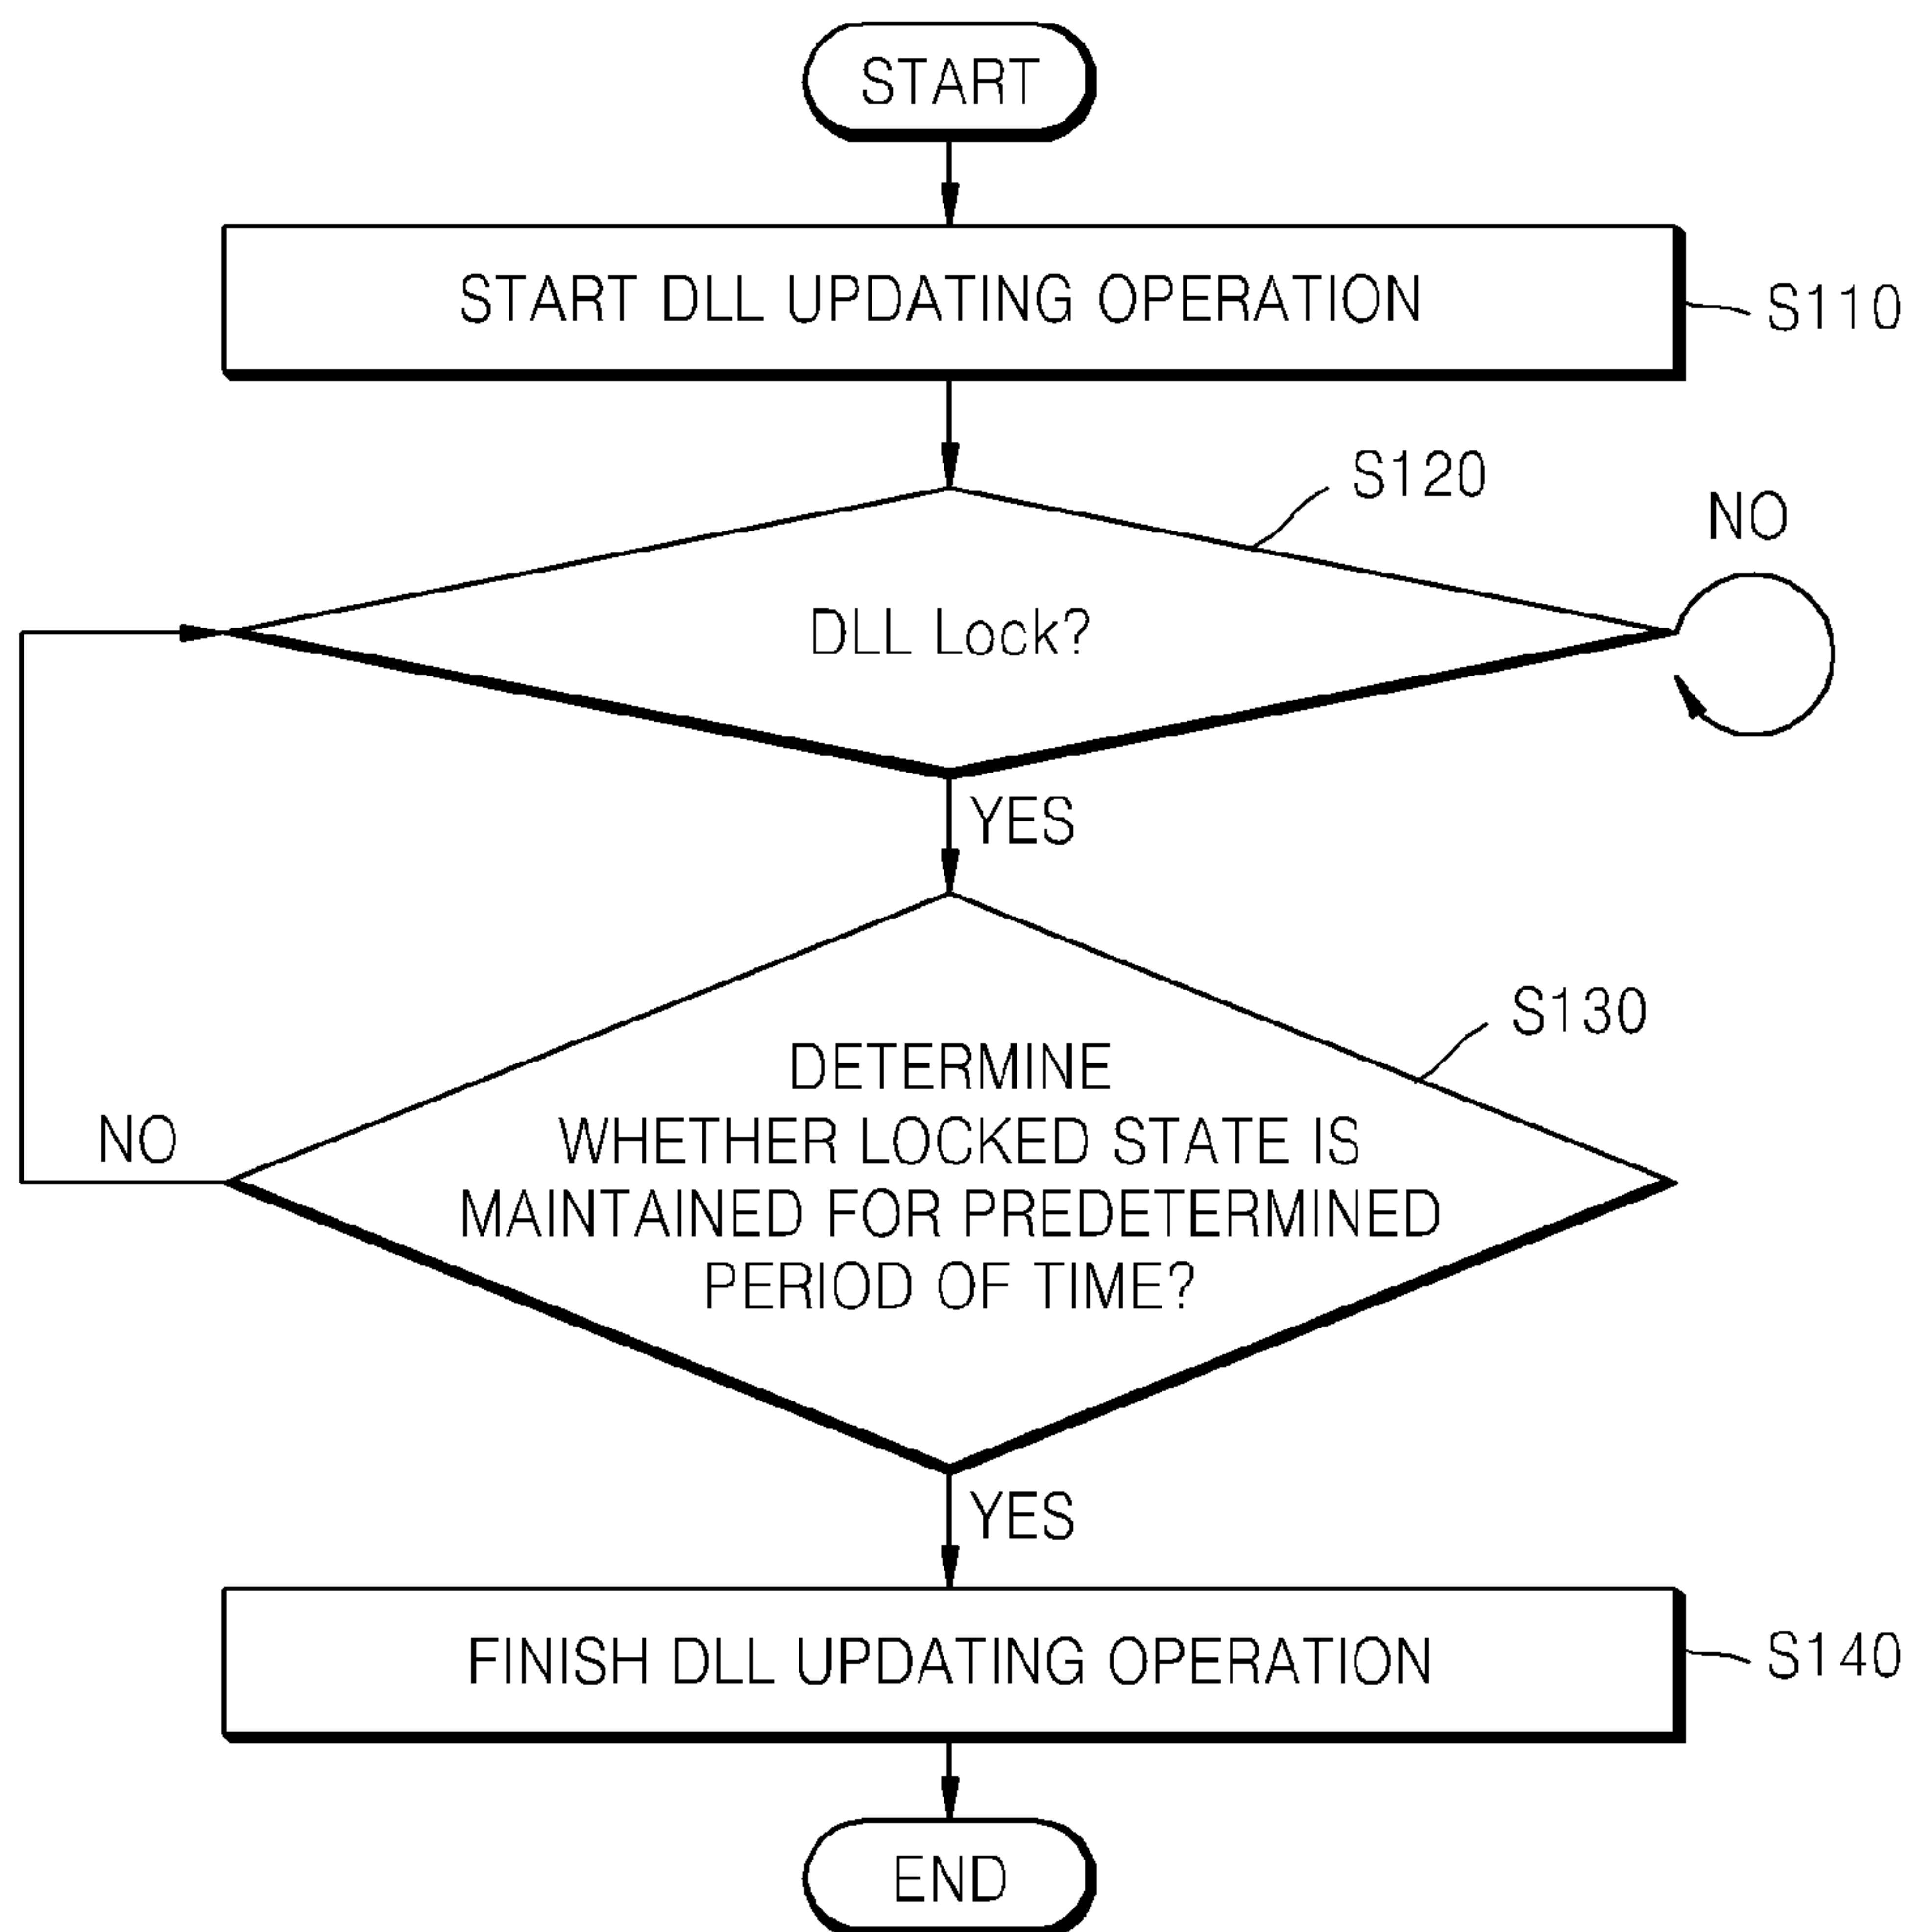 START
START DLL UPDATING OPERATION
S110
S120
NO
DLL Lock?
YES
S130
DETERMINE
WHETHER LOCKED STATE IS
MAINTAINED FOR PREDETERMINED
PERIOD OF TIME?
NO
YES
FINISH DLL UPDATING OPERATION
S140
END